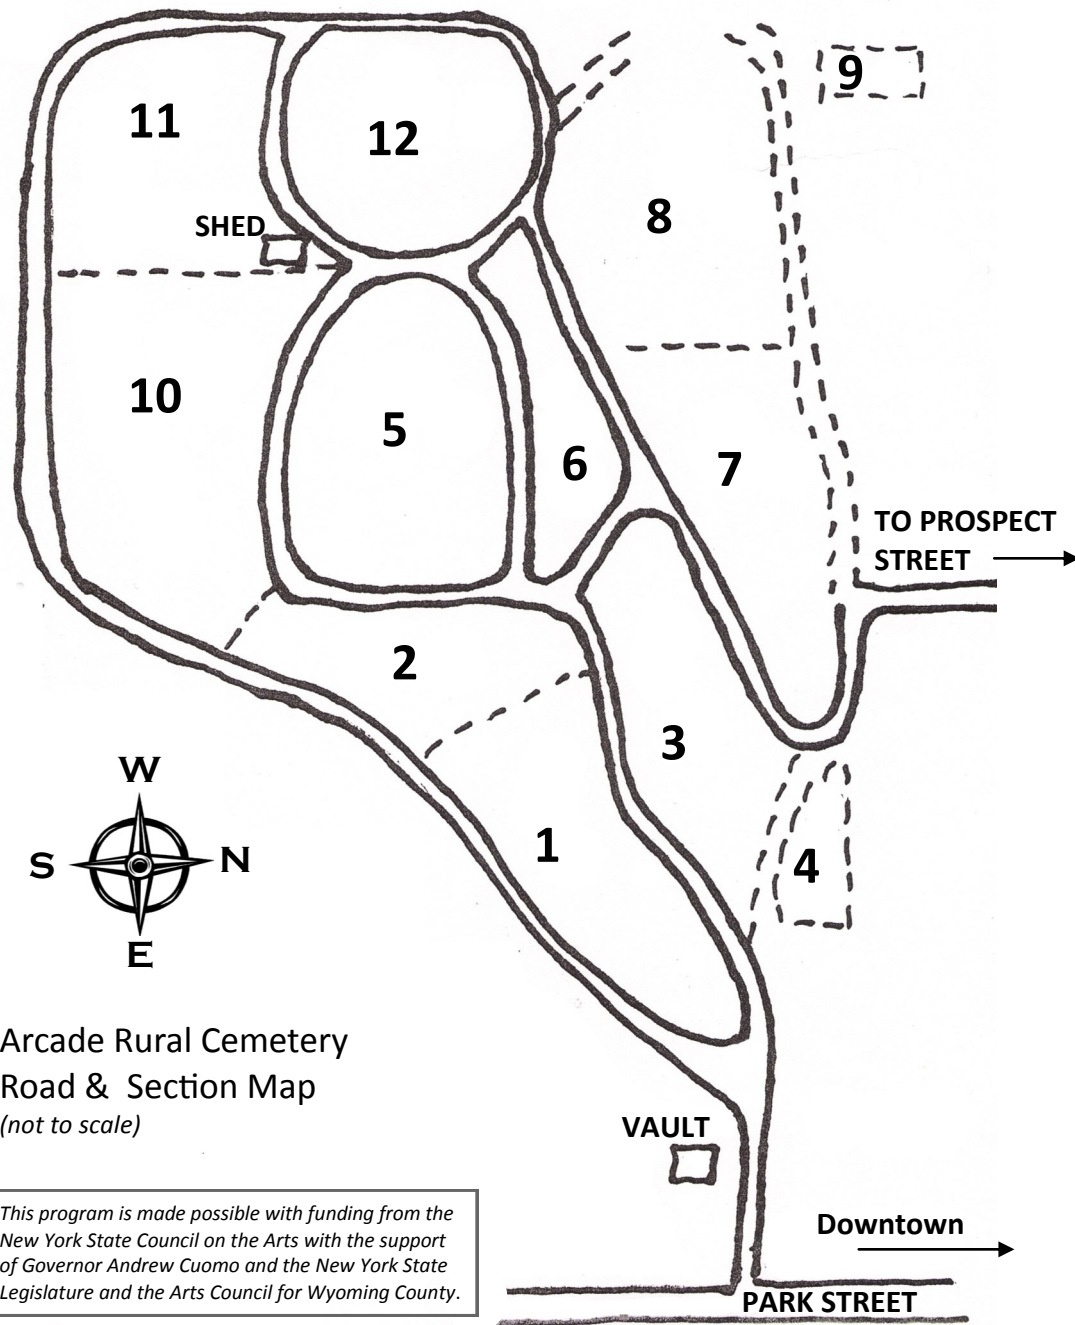 9
11
12
8
SHED
10
5
6
7
TO PROSPECT
STREET
2
3
W
S N
E
1
4
Arcade Rural Cemetery
Road & Section Map
(not to scale)
VAULT
This program is made possible with funding from the
New York State Council on the Arts with the support
of Governor Andrew Cuomo and the New York State
Legislature and the Arts Council for Wyoming County.
Downtown
PARK STREET